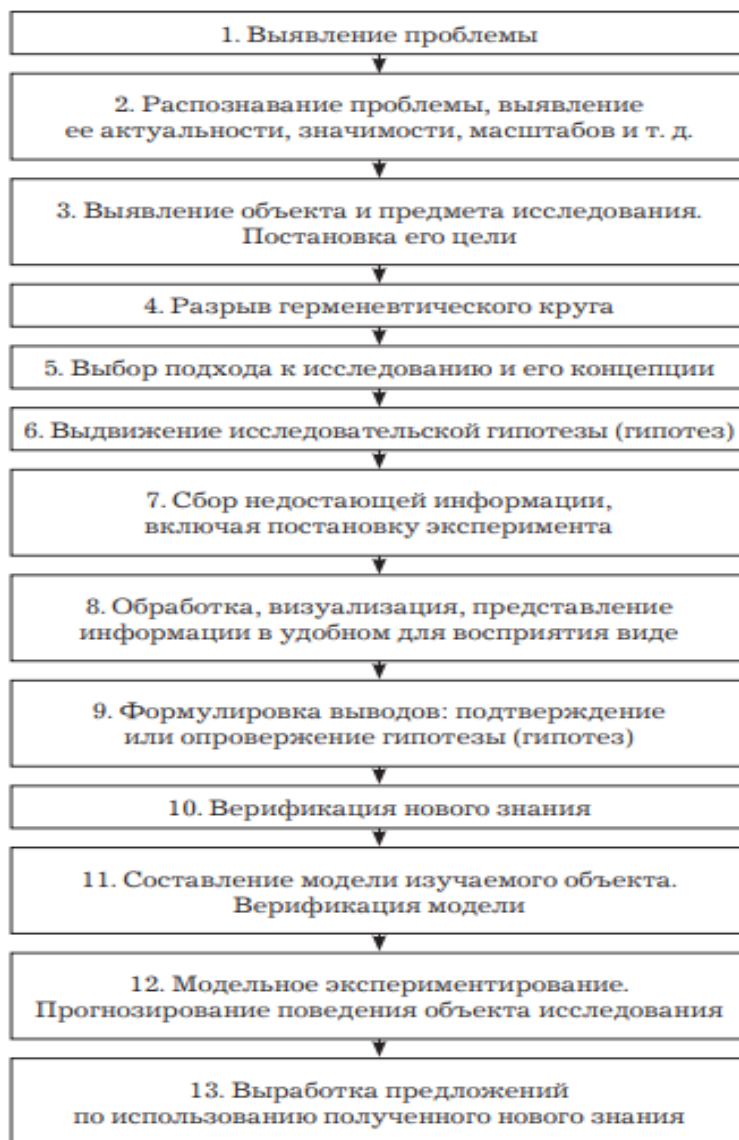 1. Выявление проблемы
2. Распознавание проблемы, выявление
ее актуальности, значимости, масштабов и т. д.
3. Выявление объекта и предмета исследования.
Постановка его цели
4. Разрыв герменевтического круга
5. Выбор подхода к исследованию и его концепции
6. Выдвижение исследовательской гипотезы (гипотез)
7. Сбор недостающей информации,
включая постановку эксперимента
8. Обработка, визуализация, представление
информации в удобном для восприятия виде
9. Формулировка выводов: подтверждение
или опровержение гипотезы (гипотез)
10. Верификация нового знания
11. Составление модели изучаемого объекта.
Верификация модели
12. Модельное экспериментирование.
Прогнозирование поведения объекта исследования
13. Выработка предложений
по использованию полученного нового знания